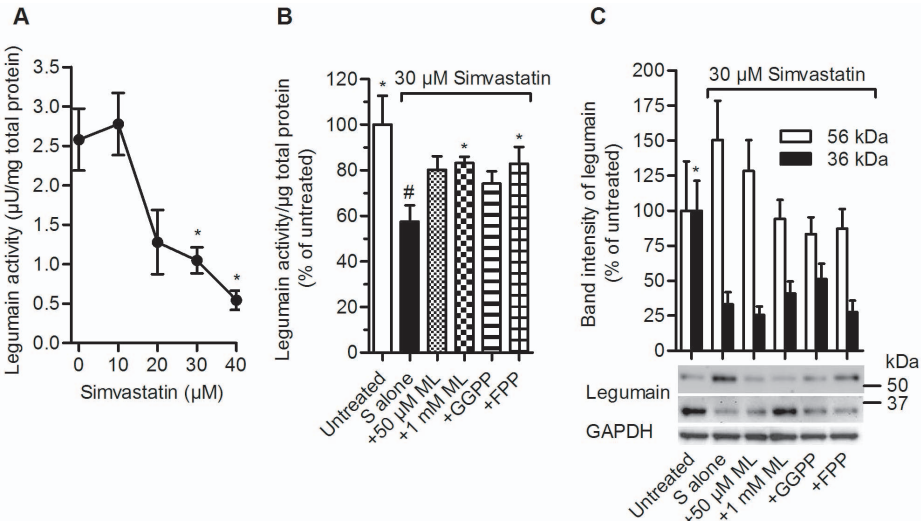 A
Legumain activity (µU/mg total protein)
3.5
3.0
2.5
2.0
1.5
1.0
0.5
0.0
*
*
0 10 20 30 40
Simvastatin (µM)
B
Legumain activity/µg total protein
(% of untreated)
30 µM Simvastatin
120
100
80
60
40
20
0
*
#
*
*
Untreated
S alone
+50 µM ML
+1 mM ML
+GGPP
+FPP
C
Band intensity of legumain
(% of untreated)
30 µM Simvastatin
200
175
150
125
100
75
50
25
0
56 kDa
36 kDa
*
kDa
Legumain
50
37
GAPDH
Untreated
S alone
+50 µM ML
+1 mM ML
+GGPP
+FPP